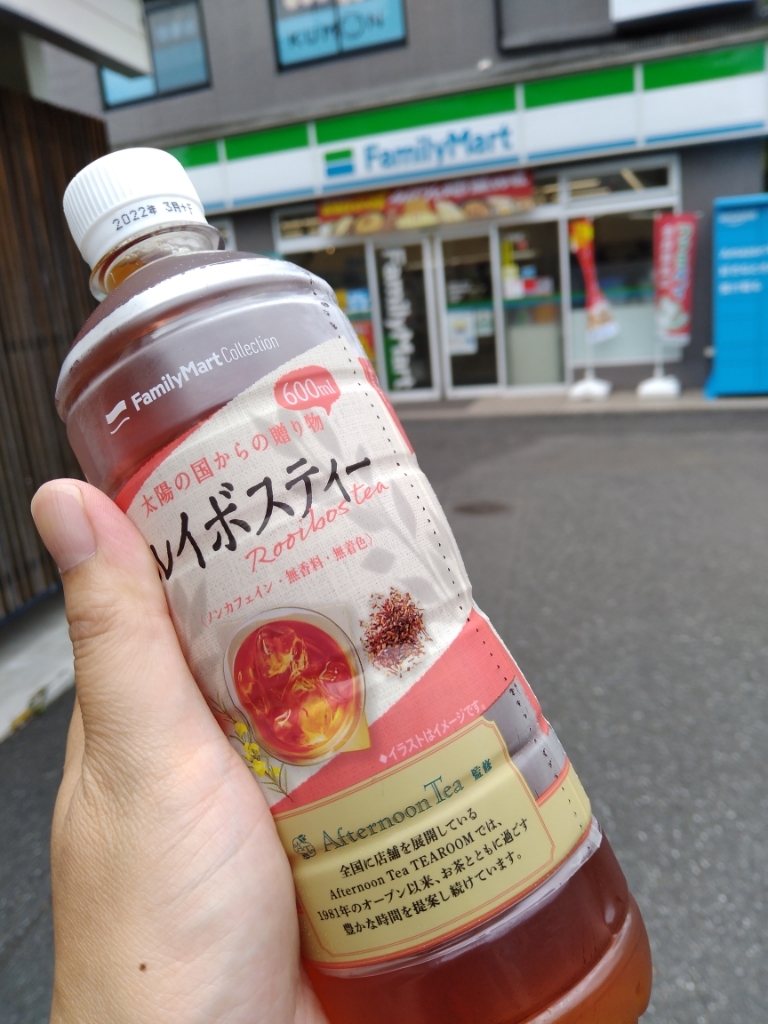 KUMON
FamilyMart
FamilyMart
2022年 3月
FamilyMart Collection
600ml
太陽の国からの贈り物
ルイボスティー
Rooibos tea
ノンカフェイン・無香料・無着色〉
◆イラストはイメージです。
Afternoon Tea 監修
全国に店舗を展開している
Afternoon Tea TEAROOMでは、
1981年のオープン以来、お茶とともに過ごす
豊かな時間を提案し続けています。